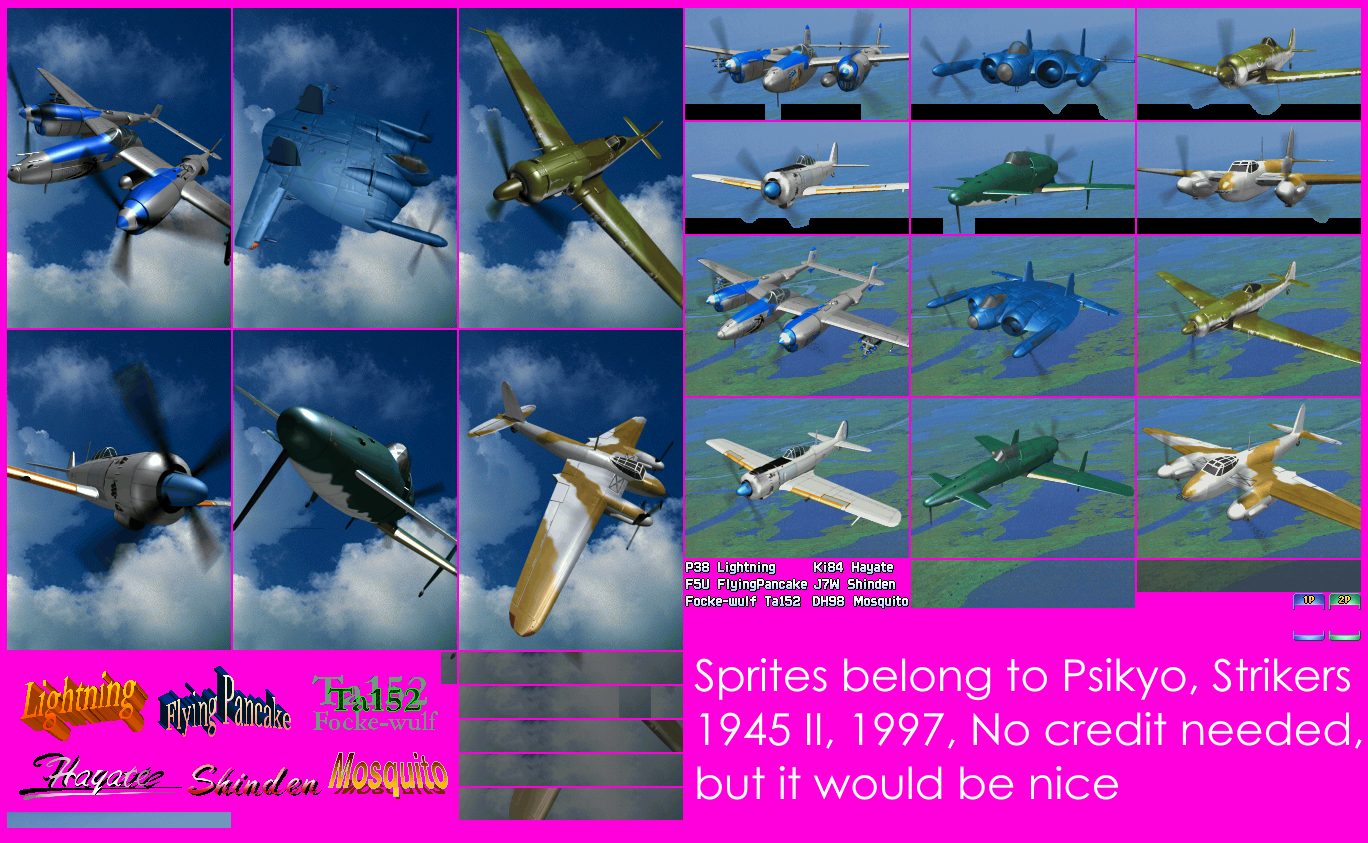 P38 Lightning Ki84 Hayate
F5U FlyingPancake J7W Shinden
Focke-wulf Ta152 DH98 Mosquito
1P 2P
Lightning Flying Pancake Ta152
Ta152
Focke-wulf
Hayate Shinden Mosquito
Sprites belong to Psikyo, Strikers
1945 II, 1997, No credit needed,
but it would be nice